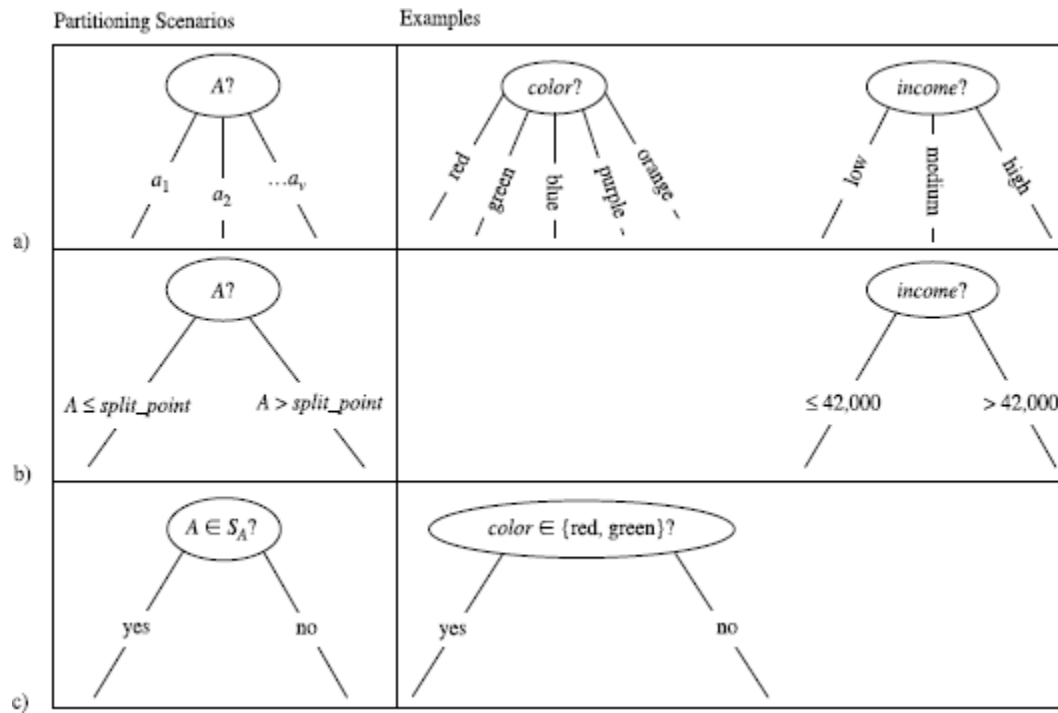 Partitioning Scenarios Examples
A? color? income?
a₁ a₂ …aᵥ red green blue purple orange low medium high
a)
A? income?
A ≤ split_point A > split_point ≤ 42,000 > 42,000
b)
A ∈ S_A? color ∈ {red, green}?
yes no yes no
c)